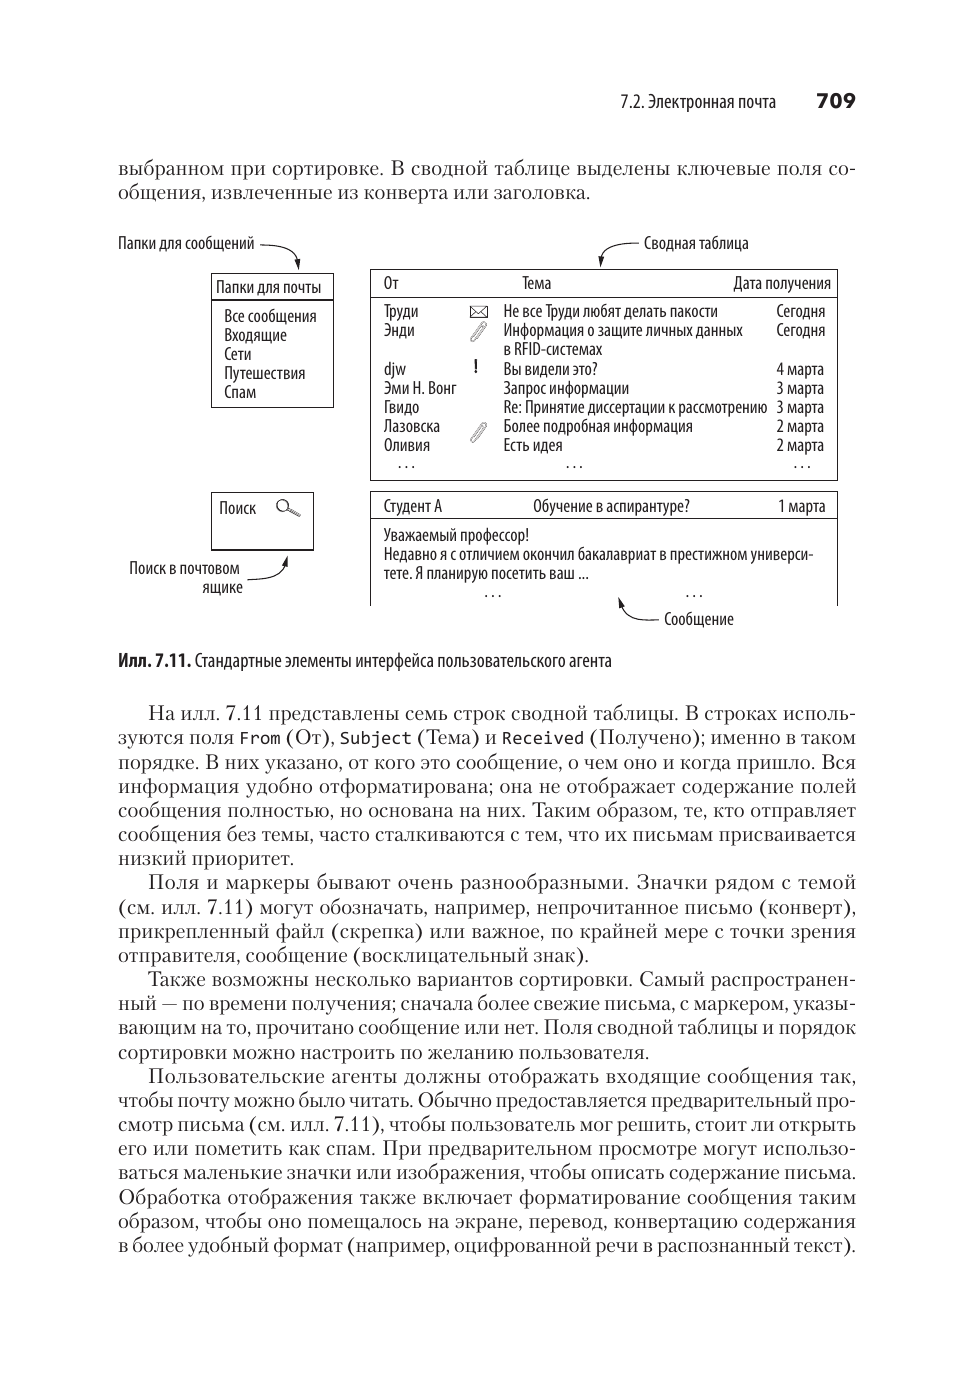 7.2. Электронная почта 709
выбранном при сортировке. В сводной таблице выделены ключевые поля со-
общения, извлеченные из конверта или заголовка.
Папки для сообщений
Сводная таблица
Папки для почты
Все сообщения
Входящие
Сети
Путешествия
Спам
От Тема Дата получения
Труди Не все Труди любят делать пакости Сегодня
Энди Информация о защите личных данных Сегодня
в RFID-системах
djw ! Вы видели это? 4 марта
Эми Н. Вонг Запрос информации 3 марта
Гвидо Re: Принятие диссертации к рассмотрению 3 марта
Лазовска Более подробная информация 2 марта
Оливия Есть идея 2 марта
... ... ...
Поиск
Поиск в почтовом
ящике
Студент А Обучение в аспирантуре? 1 марта
Уважаемый профессор!
Недавно я с отличием окончил бакалавриат в престижном универси-
тете. Я планирую посетить ваш ...
... ...
Сообщение
Илл. 7.11. Стандартные элементы интерфейса пользовательского агента
На илл. 7.11 представлены семь строк сводной таблицы. В строках исполь-
зуются поля From (От), Subject (Тема) и Received (Получено); именно в таком
порядке. В них указано, от кого это сообщение, о чем оно и когда пришло. Вся
информация удобно отформатирована; она не отображает содержание полей
сообщения полностью, но основана на них. Таким образом, те, кто отправляет
сообщения без темы, часто сталкиваются с тем, что их письмам присваивается
низкий приоритет.
Поля и маркеры бывают очень разнообразными. Значки рядом с темой
(см. илл. 7.11) могут обозначать, например, непрочитанное письмо (конверт),
прикрепленный файл (скрепка) или важное, по крайней мере с точки зрения
отправителя, сообщение (восклицательный знак).
Также возможны несколько вариантов сортировки. Самый распространен-
ный — по времени получения; сначала более свежие письма, с маркером, указы-
вающим на то, прочитано сообщение или нет. Поля сводной таблицы и порядок
сортировки можно настроить по желанию пользователя.
Пользовательские агенты должны отображать входящие сообщения так,
чтобы почту можно было читать. Обычно предоставляется предварительный про-
смотр письма (см. илл. 7.11), чтобы пользователь мог решить, стоит ли открыть
его или пометить как спам. При предварительном просмотре могут использо-
ваться маленькие значки или изображения, чтобы описать содержание письма.
Обработка отображения также включает форматирование сообщения таким
образом, чтобы оно помещалось на экране, перевод, конвертацию содержания
в более удобный формат (например, оцифрованной речи в распознанный текст).